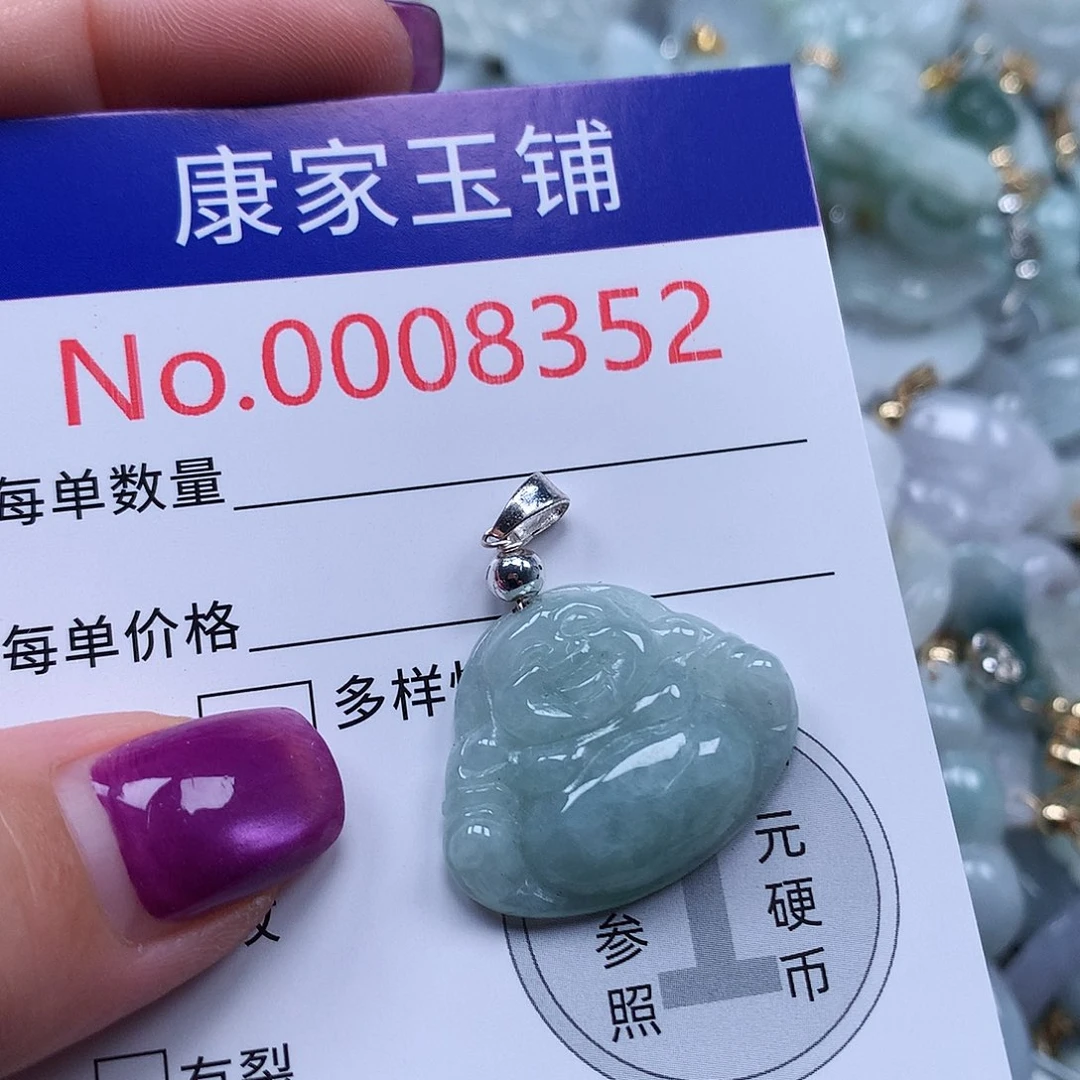 康家玉铺
No.0008352
每单数量
每单价格
多样
元硬币
参照
有裂